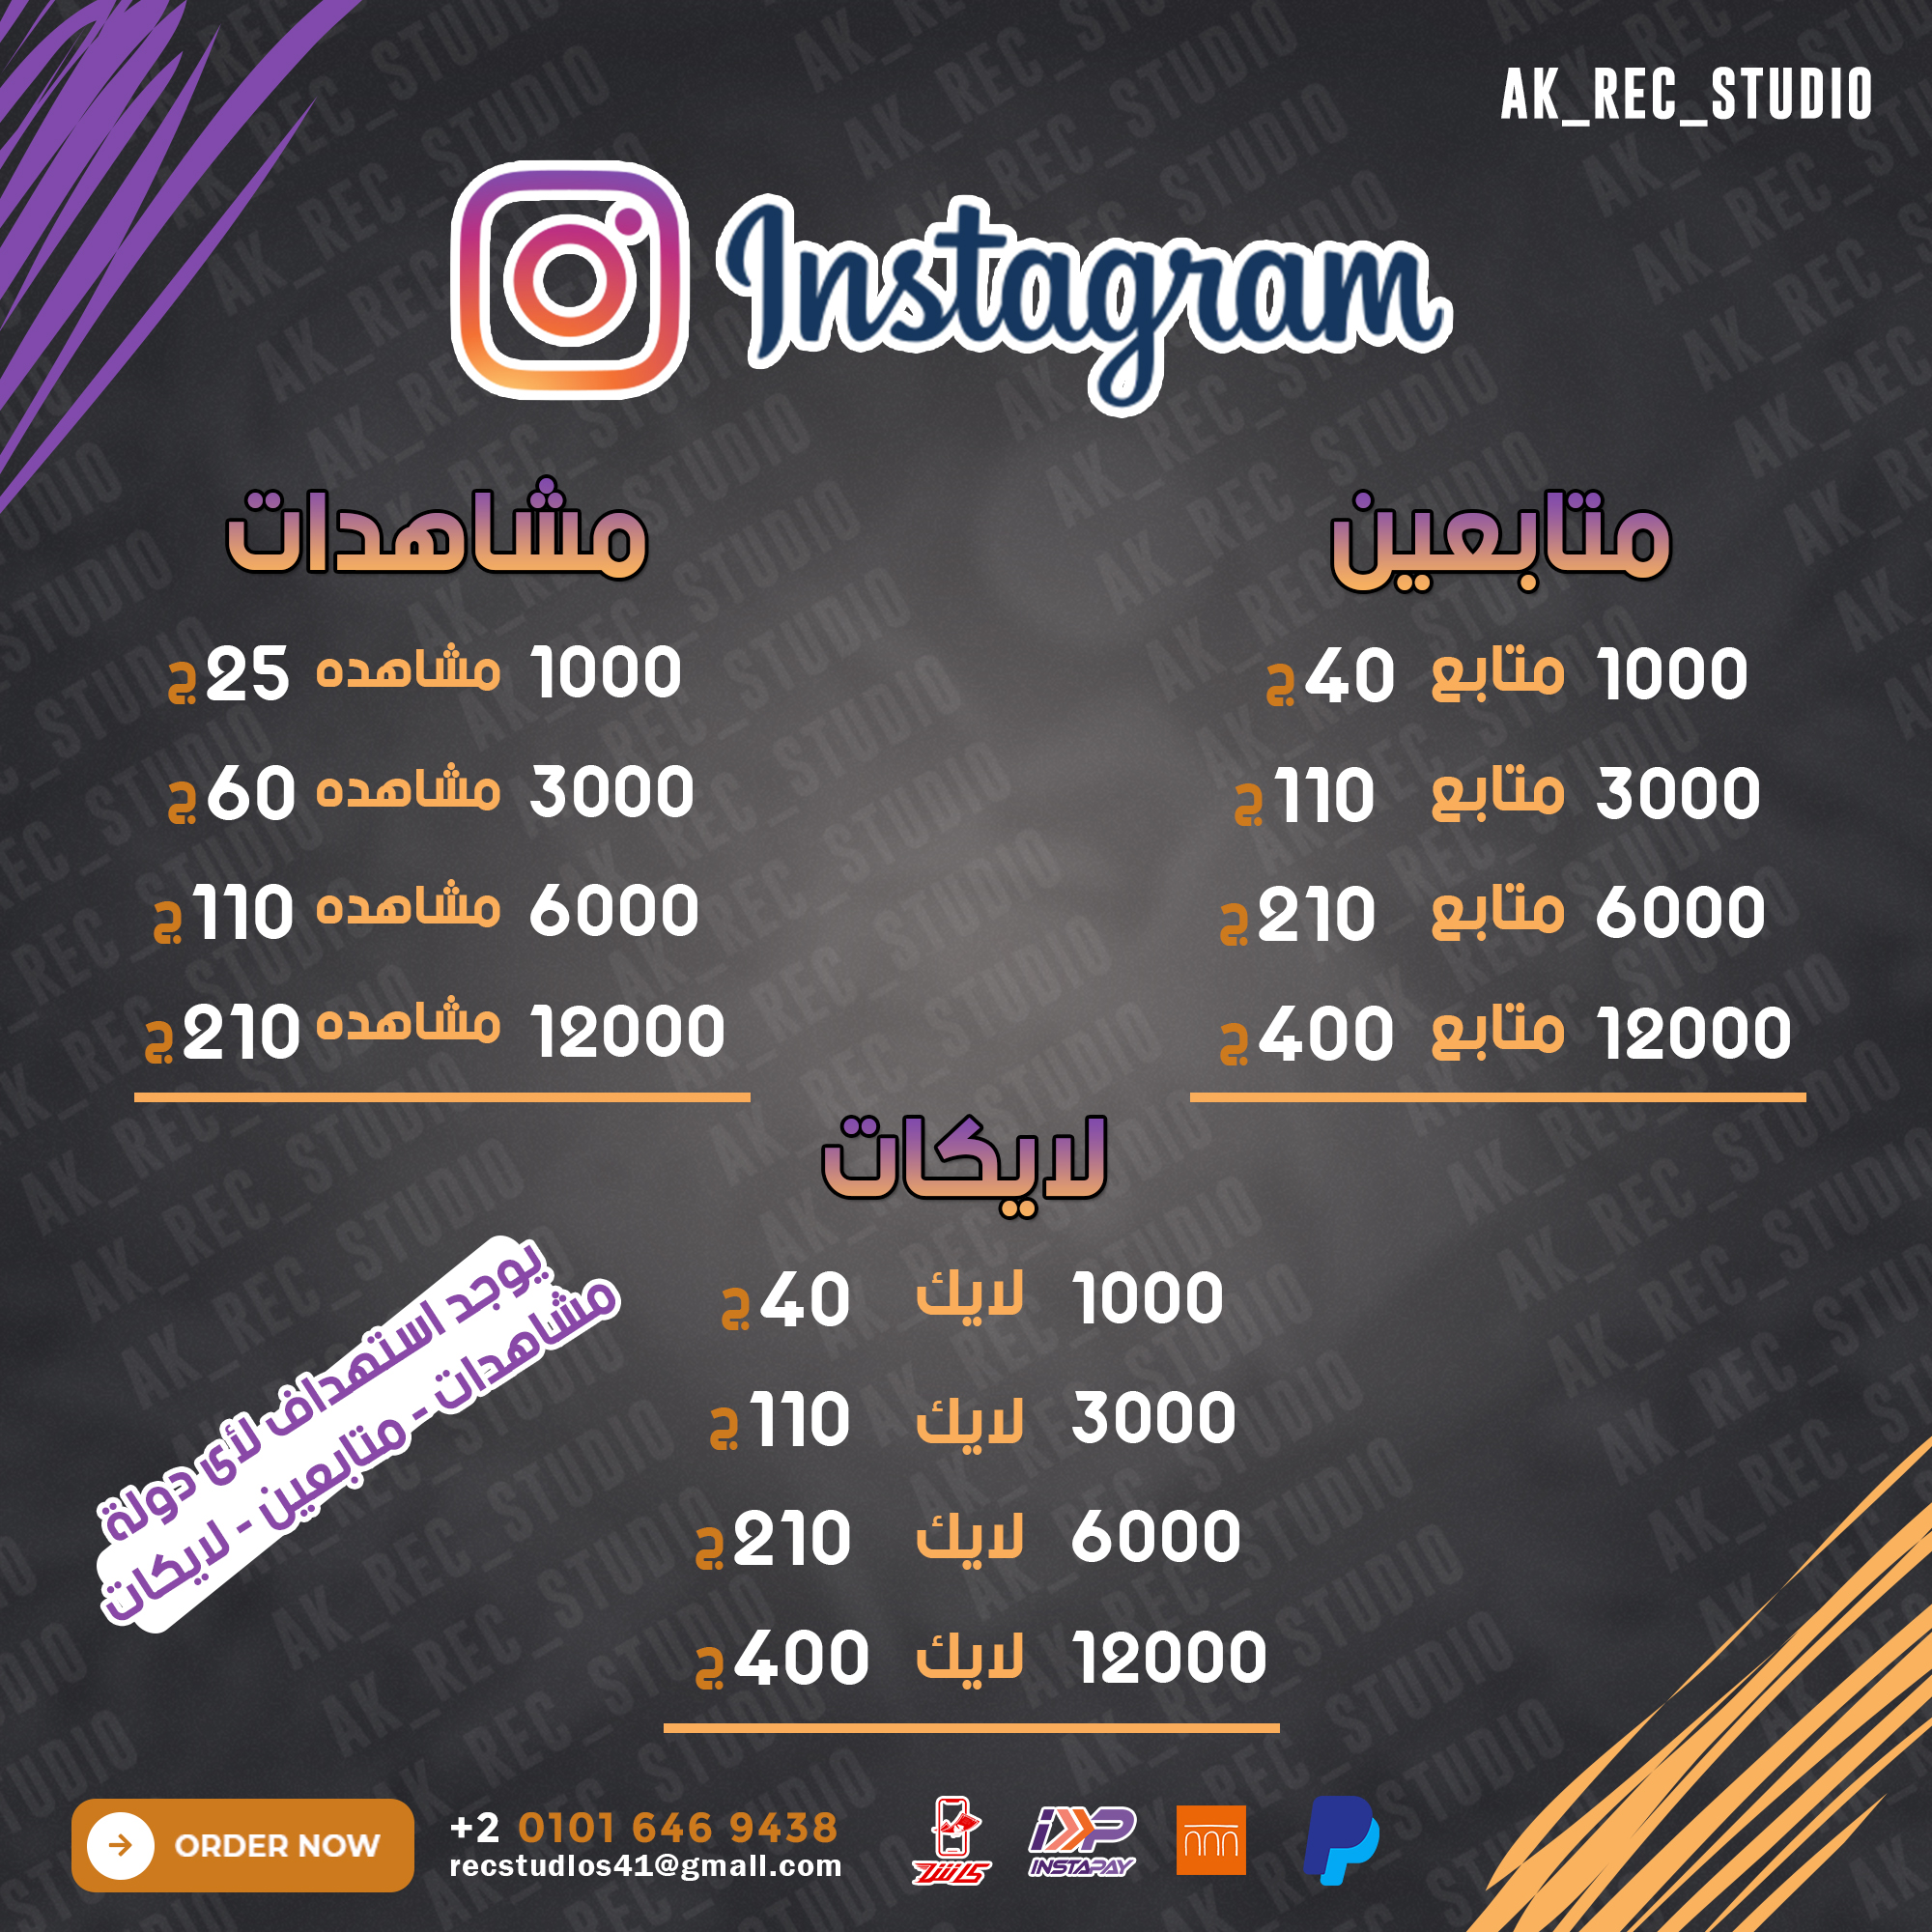 AK_REC_STUDIO
Instagram
متابعين
1000 متابع 40 ج
3000 متابع 110 ج
6000 متابع 210 ج
12000 متابع 400 ج
مشاهدات
1000 مشاهده 25 ج
3000 مشاهده 60 ج
6000 مشاهده 110 ج
12000 مشاهده 210 ج
لايكات
1000 لايك 40 ج
3000 لايك 110 ج
6000 لايك 210 ج
12000 لايك 400 ج
يوجد استهداف لأى دولة
مشاهدات - متابعين - لايكات
ORDER NOW
+2 0101 646 9438
recstudios41@gmail.com
كاش
INSTAPAY